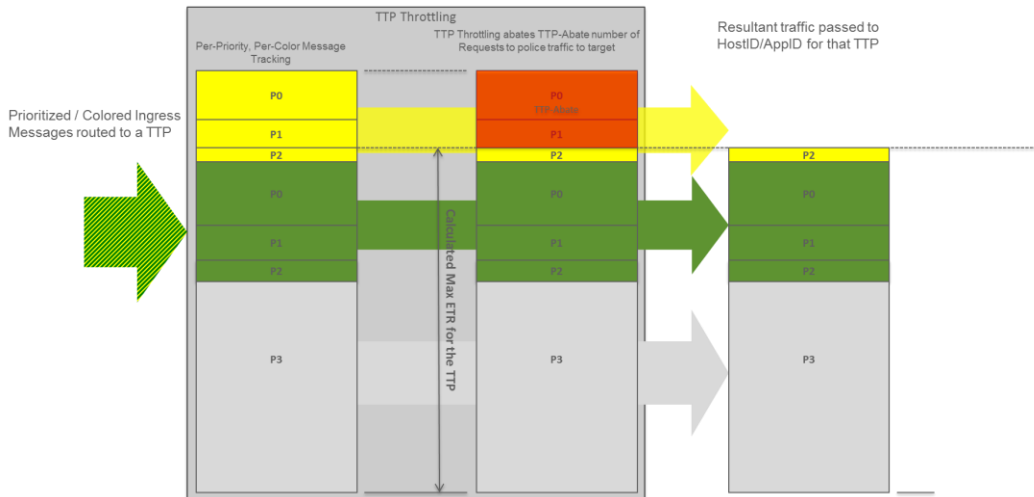 TTP Throttling
Per-Priority, Per-Color Message
Tracking
TTP Throttling abates TTP-Abate number of
Requests to police traffic to target
Resultant traffic passed to
HostID/AppID for that TTP
Prioritized / Colored Ingress
Messages routed to a TTP
P0
P1
P2
P0
P1
P2
P3
Calculated Max ETR for the TTP
P0
TTP-Abate
P1
P2
P0
P1
P2
P3
P2
P0
P1
P2
P3